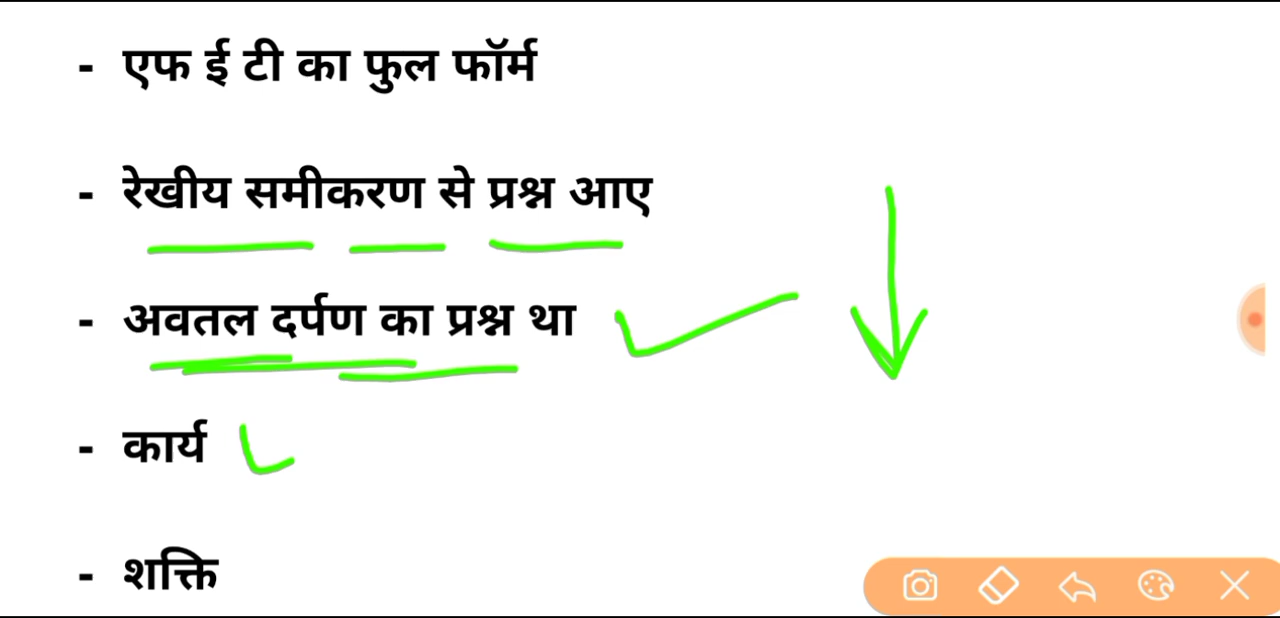 - एफ ई टी का फुल फॉर्म
- रेखीय समीकरण से प्रश्न आए
- अवतल दर्पण का प्रश्न था
- कार्य
- शक्ति